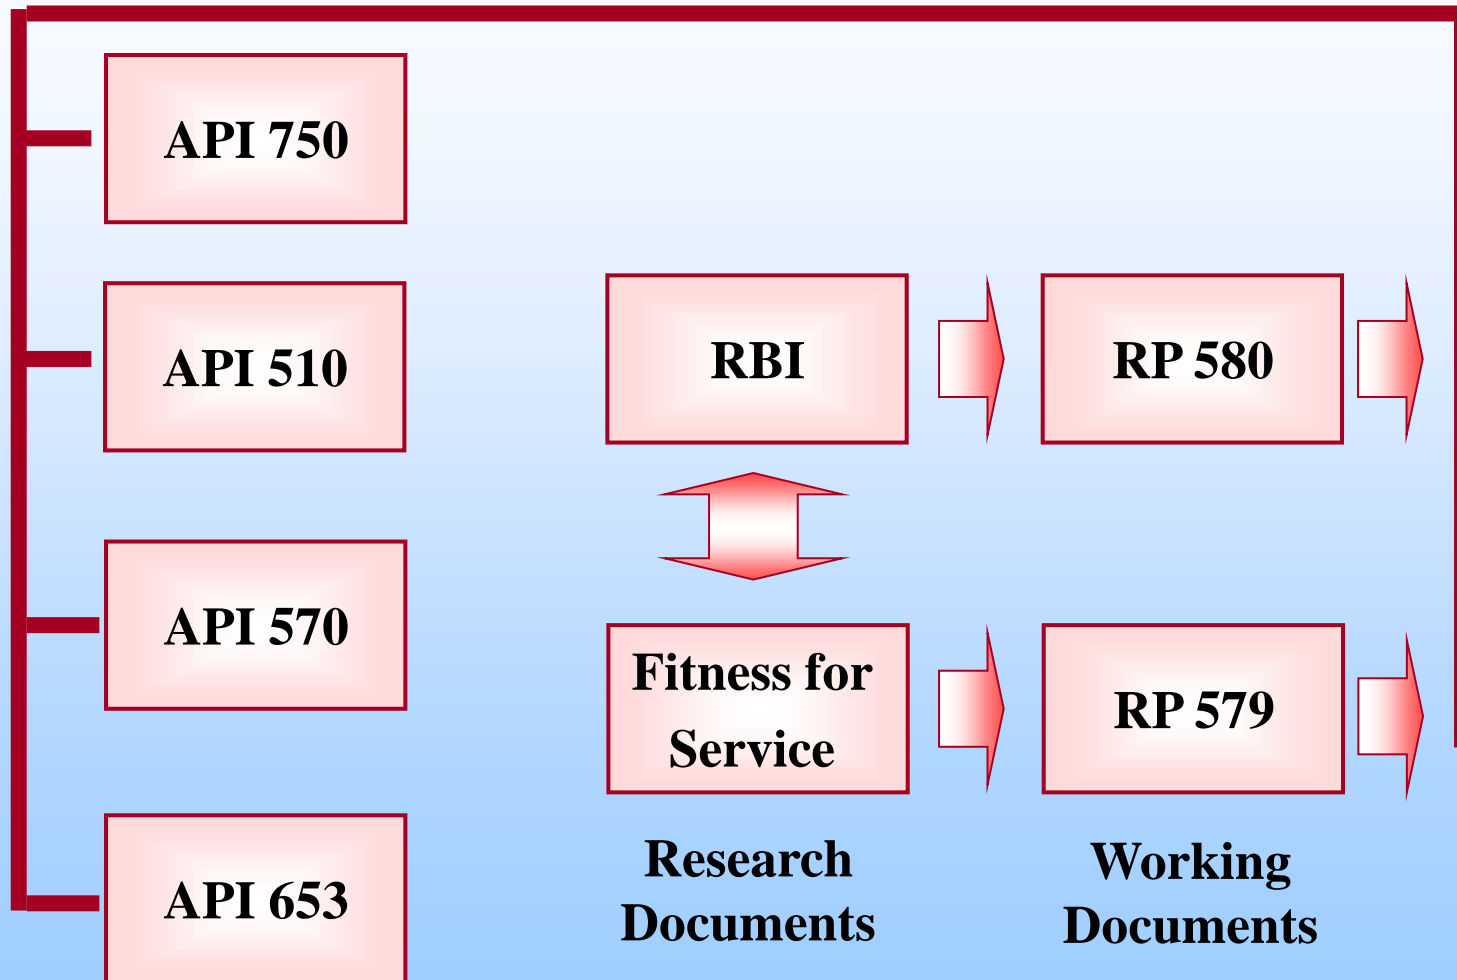 API 750
API 510
RBI
RP 580
API 570
Fitness for
Service
RP 579
API 653
Research
Documents
Working
Documents